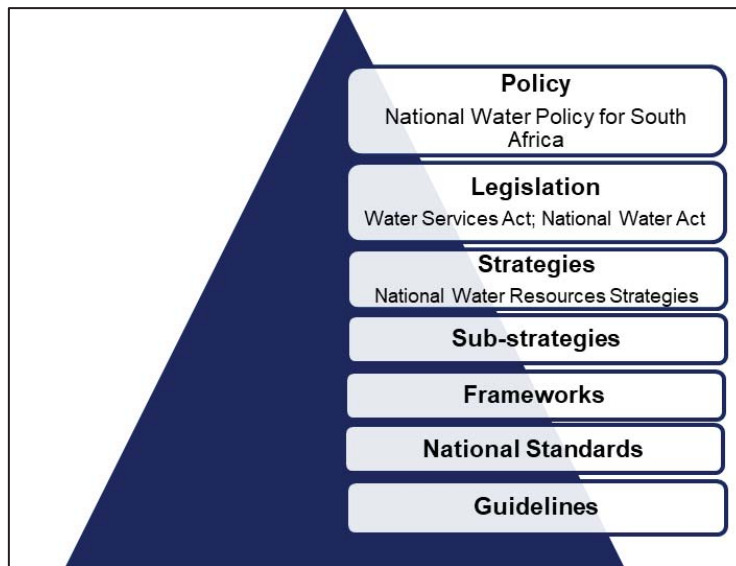 Policy
National Water Policy for South
Africa
Legislation
Water Services Act; National Water Act
Strategies
National Water Resources Strategies
Sub-strategies
Frameworks
National Standards
Guidelines